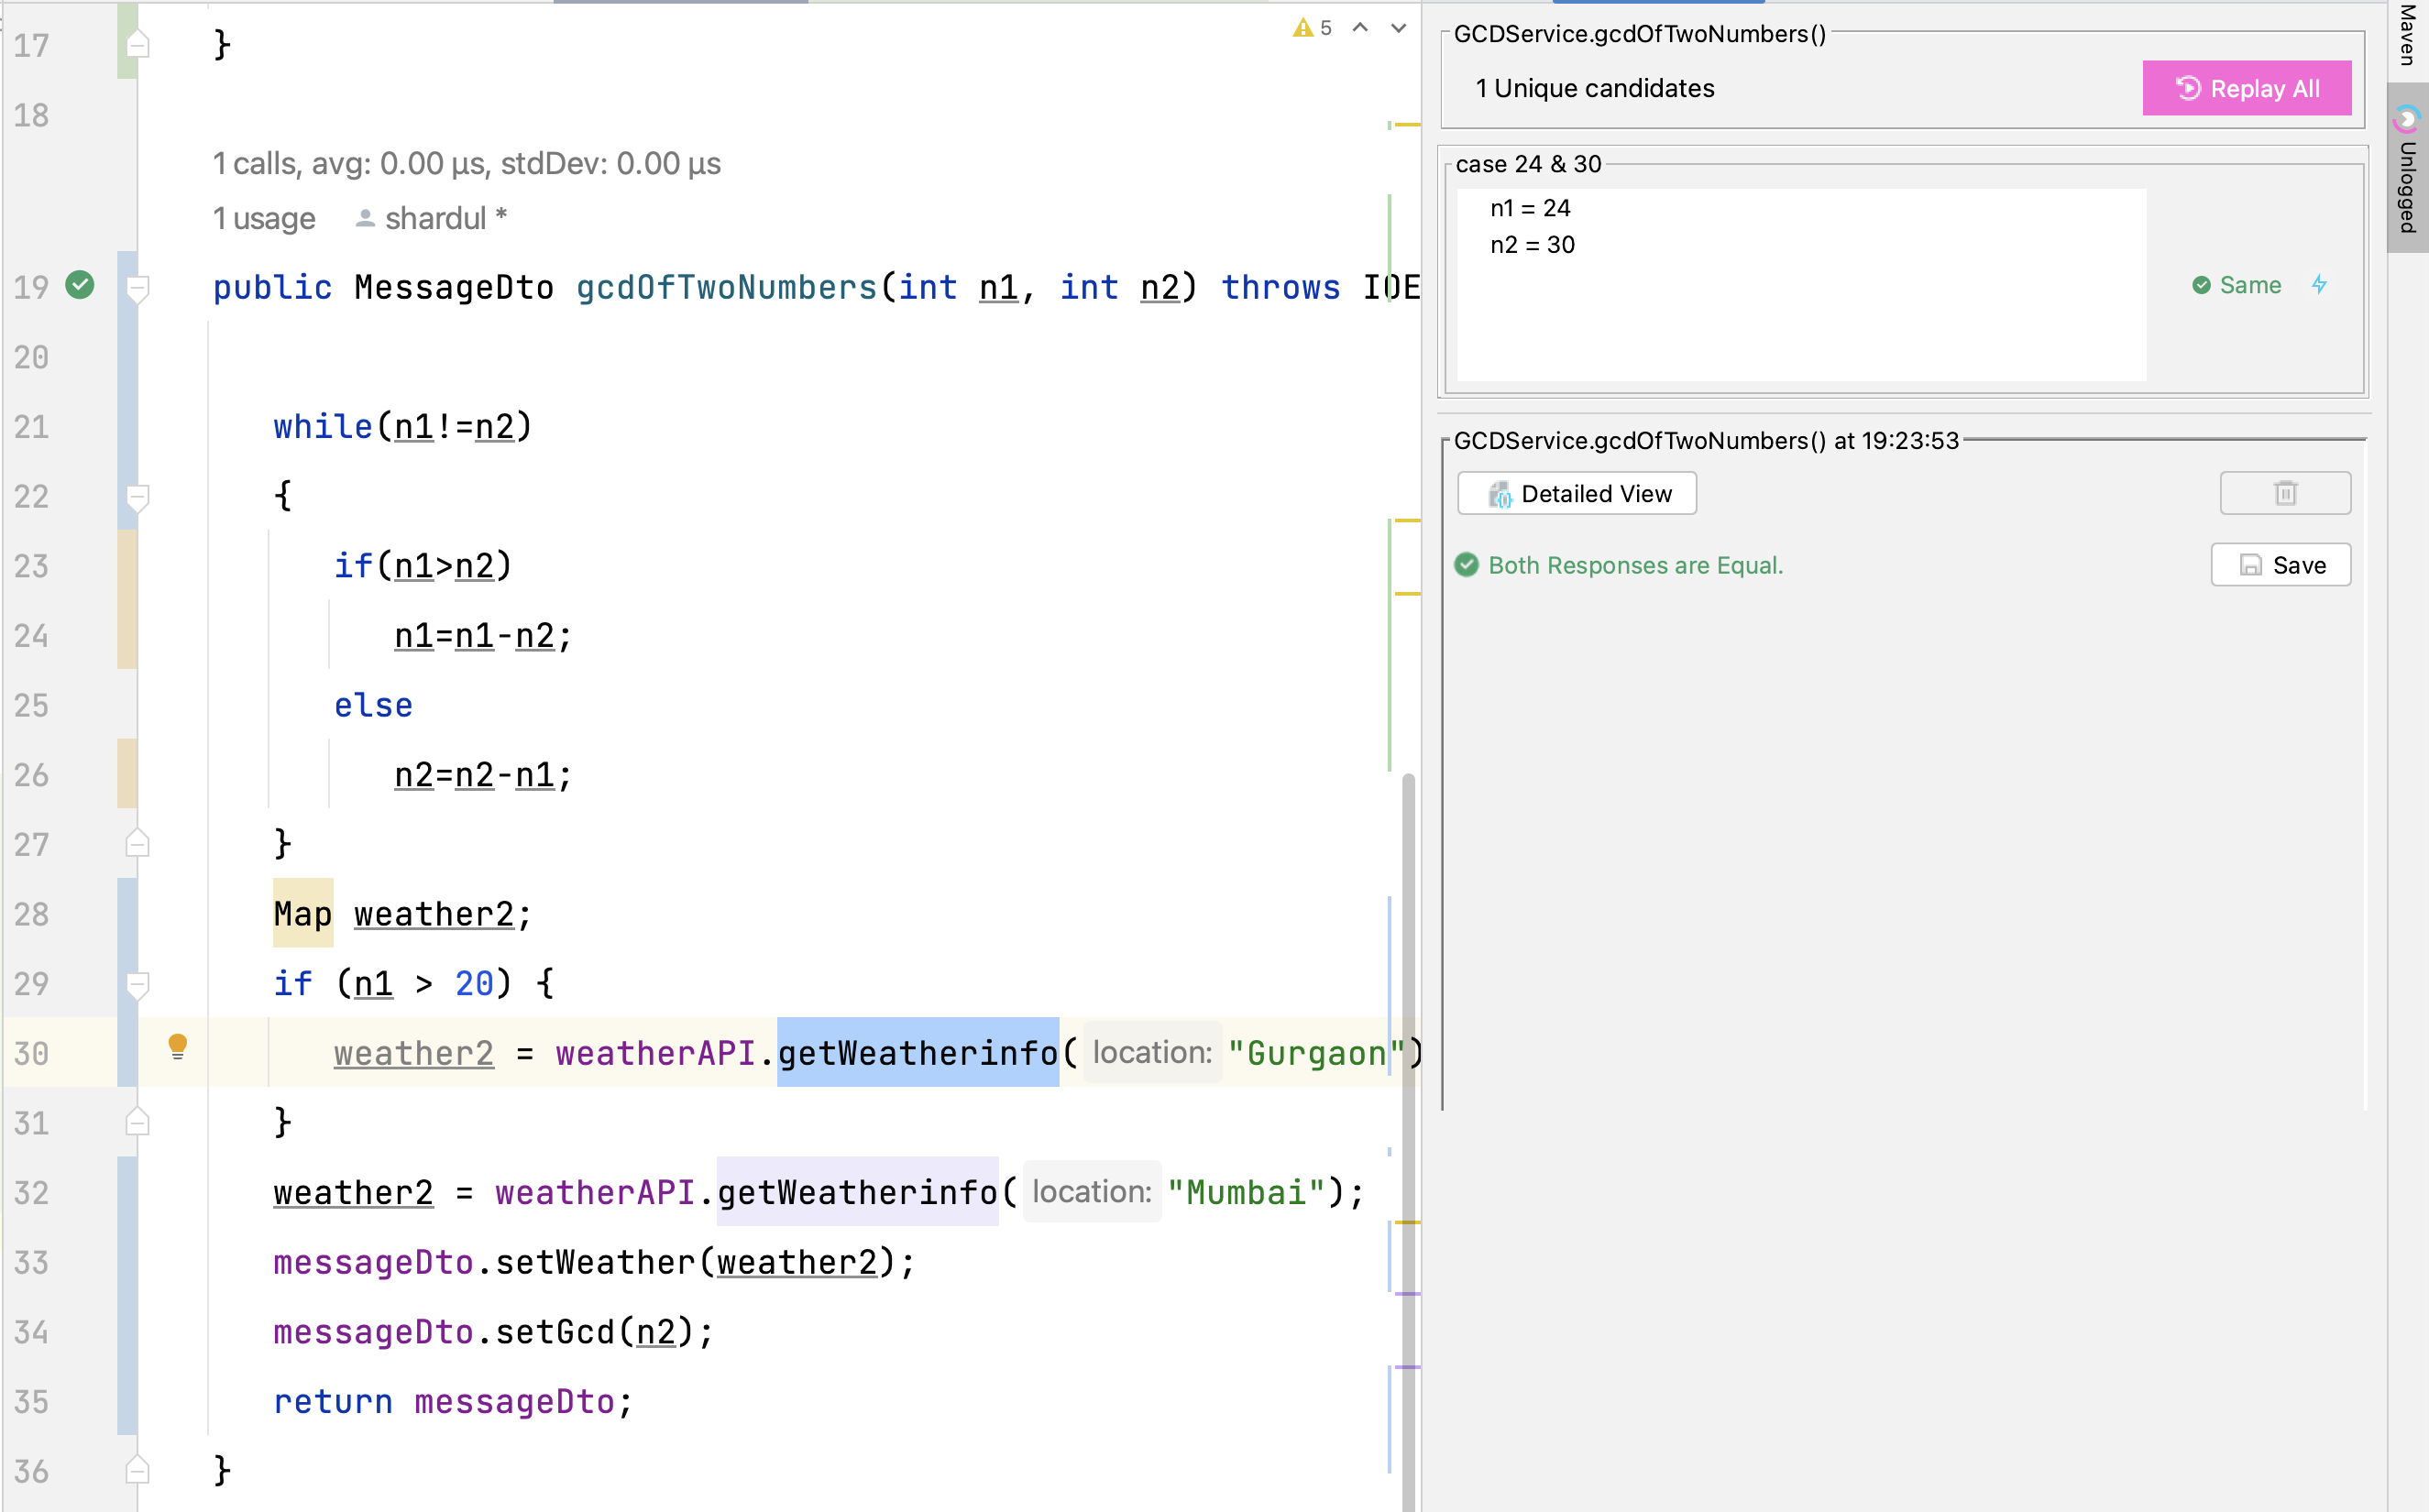 17 }
18
1 calls, avg: 0.00 µs, stdDev: 0.00 µs
1 usage shardul *
19 public MessageDto gcdOfTwoNumbers(int n1, int n2) throws IOE
20
21 while(n1!=n2)
22 {
23 if(n1>n2)
24 n1=n1-n2;
25 else
26 n2=n2-n1;
27 }
28 Map weather2;
29 if (n1 > 20) {
30 weather2 = weatherAPI.getWeatherinfo( location: "Gurgaon")
31 }
32 weather2 = weatherAPI.getWeatherinfo( location: "Mumbai");
33 messageDto.setWeather(weather2);
34 messageDto.setGcd(n2);
35 return messageDto;
36 }
5
GCDService.gcdOfTwoNumbers()
1 Unique candidates
Replay All
case 24 & 30
n1 = 24
n2 = 30
Same
GCDService.gcdOfTwoNumbers() at 19:23:53
Detailed View
Both Responses are Equal.
Save
Maven
Unlogged